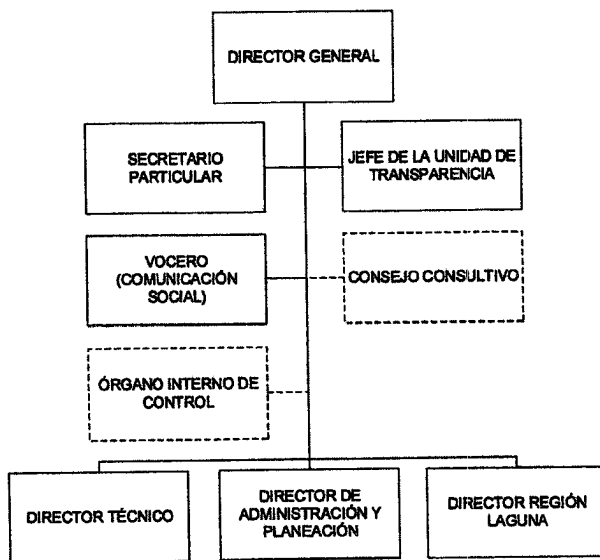 DIRECTOR GENERAL
SECRETARIO
PARTICULAR
JEFE DE LA UNIDAD DE
TRANSPARENCIA
VOCERO
(COMUNICACIÓN
SOCIAL)
CONSEJO CONSULTIVO
ÓRGANO INTERNO DE
CONTROL
DIRECTOR TÉCNICO
DIRECTOR DE
ADMINISTRACIÓN Y
PLANEACIÓN
DIRECTOR REGIÓN
LAGUNA